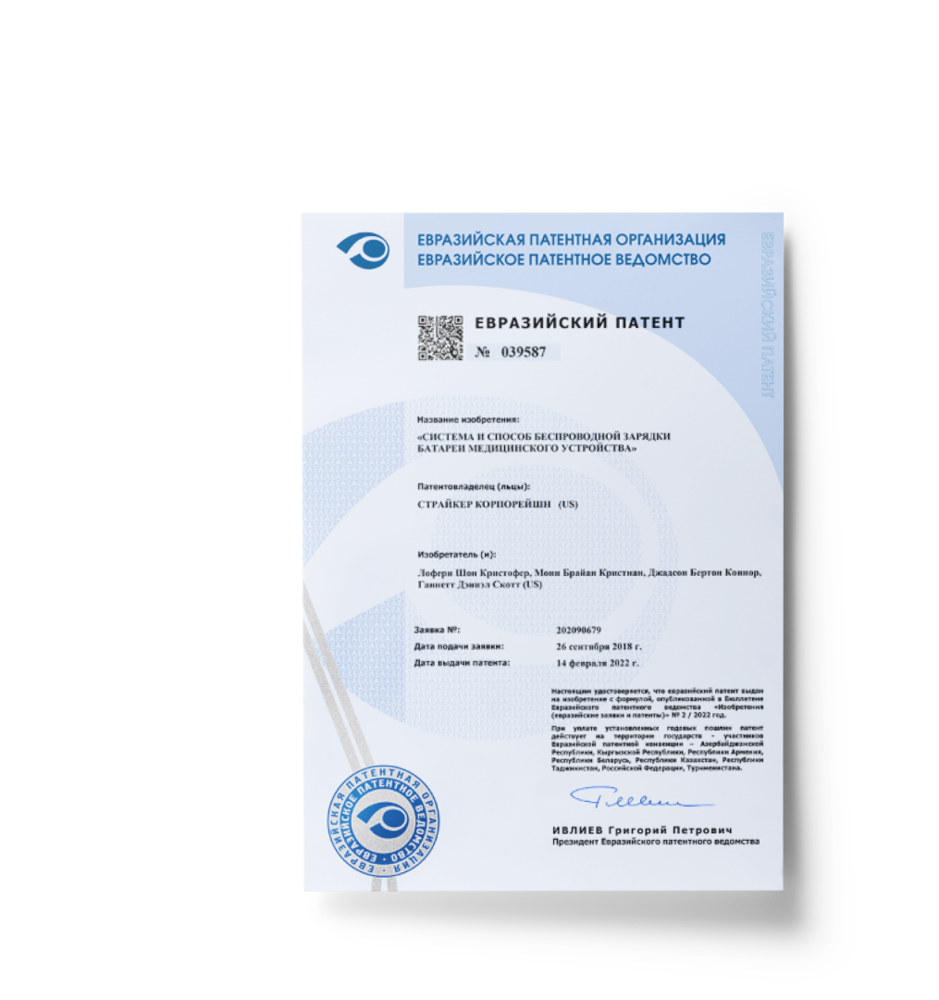 ЕВРАЗИЙСКАЯ ПАТЕНТНАЯ ОРГАНИЗАЦИЯ
ЕВРАЗИЙСКОЕ ПАТЕНТНОЕ ВЕДОМСТВО
ЕВРАЗИЙСКИЙ ПАТЕНТ
ЕВРАЗИЙСКИЙ ПАТЕНТ
№ 039587
Название изобретения:
«СИСТЕМА И СПОСОБ БЕСПРОВОДНОЙ ЗАРЯДКИ
БАТАРЕИ МЕДИЦИНСКОГО УСТРОЙСТВА»
Патентовладелец (льцы):
СТРАЙКЕР КОРПОРЕЙШН (US)
Изобретатель (и):
Лофери Шон Кристофер, Мони Брайан Кристиан, Джадсон Бертон Коннор,
Ганнетт Дэниэл Скотт (US)
Заявка №: 202090679
Дата подачи заявки: 26 сентября 2018 г.
Дата выдачи патента: 14 февраля 2022 г.
Настоящим удостоверяется, что евразийский патент выдан
на изобретение с формулой, опубликованной в Бюллетене
Евразийского патентного ведомства «Изобретения
(евразийские заявки и патенты)» № 2 / 2022 год.
При уплате установленных годовых пошлин патент
действует на территории государств - участников
Евразийской патентной конвенции – Азербайджанской
Республики, Кыргызской Республики, Республики Армения,
Республики Беларусь, Республики Казахстан, Республики
Таджикистан, Российской Федерации, Туркменистана.
ИВЛИЕВ Григорий Петрович
Президент Евразийского патентного ведомства
ЕВРАЗИЙСКАЯ ПАТЕНТНАЯ ОРГАНИЗАЦИЯ
ЕВРАЗИЙСКОЕ ПАТЕНТНОЕ ВЕДОМСТВО